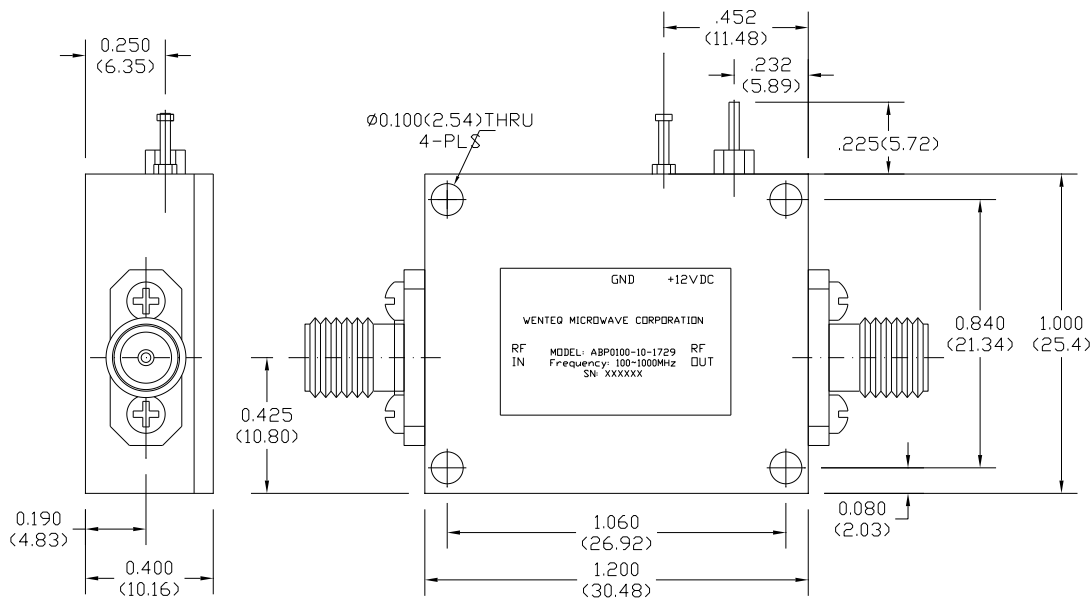 .452
(11.48)
0.250
(6.35)
.232
(5.89)
Ø0.100(2.54)THRU
4-PLS
.225(5.72)
GND +12VDC
WENTEQ MICROWAVE CORPORATION
RF IN
MODEL: ABP0100-10-1729
Frequency: 100~1000MHz
SN: XXXXXX
RF OUT
0.840
(21.34)
1.000
(25.4)
0.425
(10.80)
0.190
(4.83)
0.400
(10.16)
1.060
(26.92)
1.200
(30.48)
0.080
(2.03)